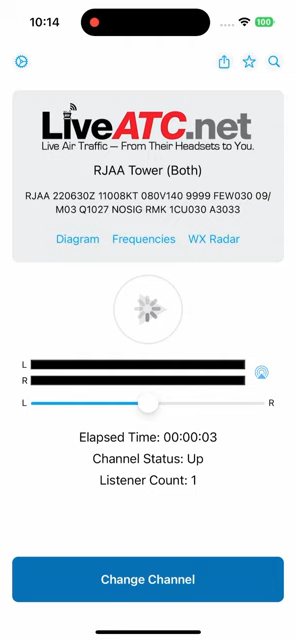 10:14
100
LiveATC.net
Live Air Traffic — From Their Headsets to You.
RJAA Tower (Both)
RJAA 220630Z 11008KT 080V140 9999 FEW030 09/
M03 Q1027 NOSIG RMK 1CU030 A3033
Diagram Frequencies WX Radar
L
R
L R
Elapsed Time: 00:00:03
Channel Status: Up
Listener Count: 1
Change Channel